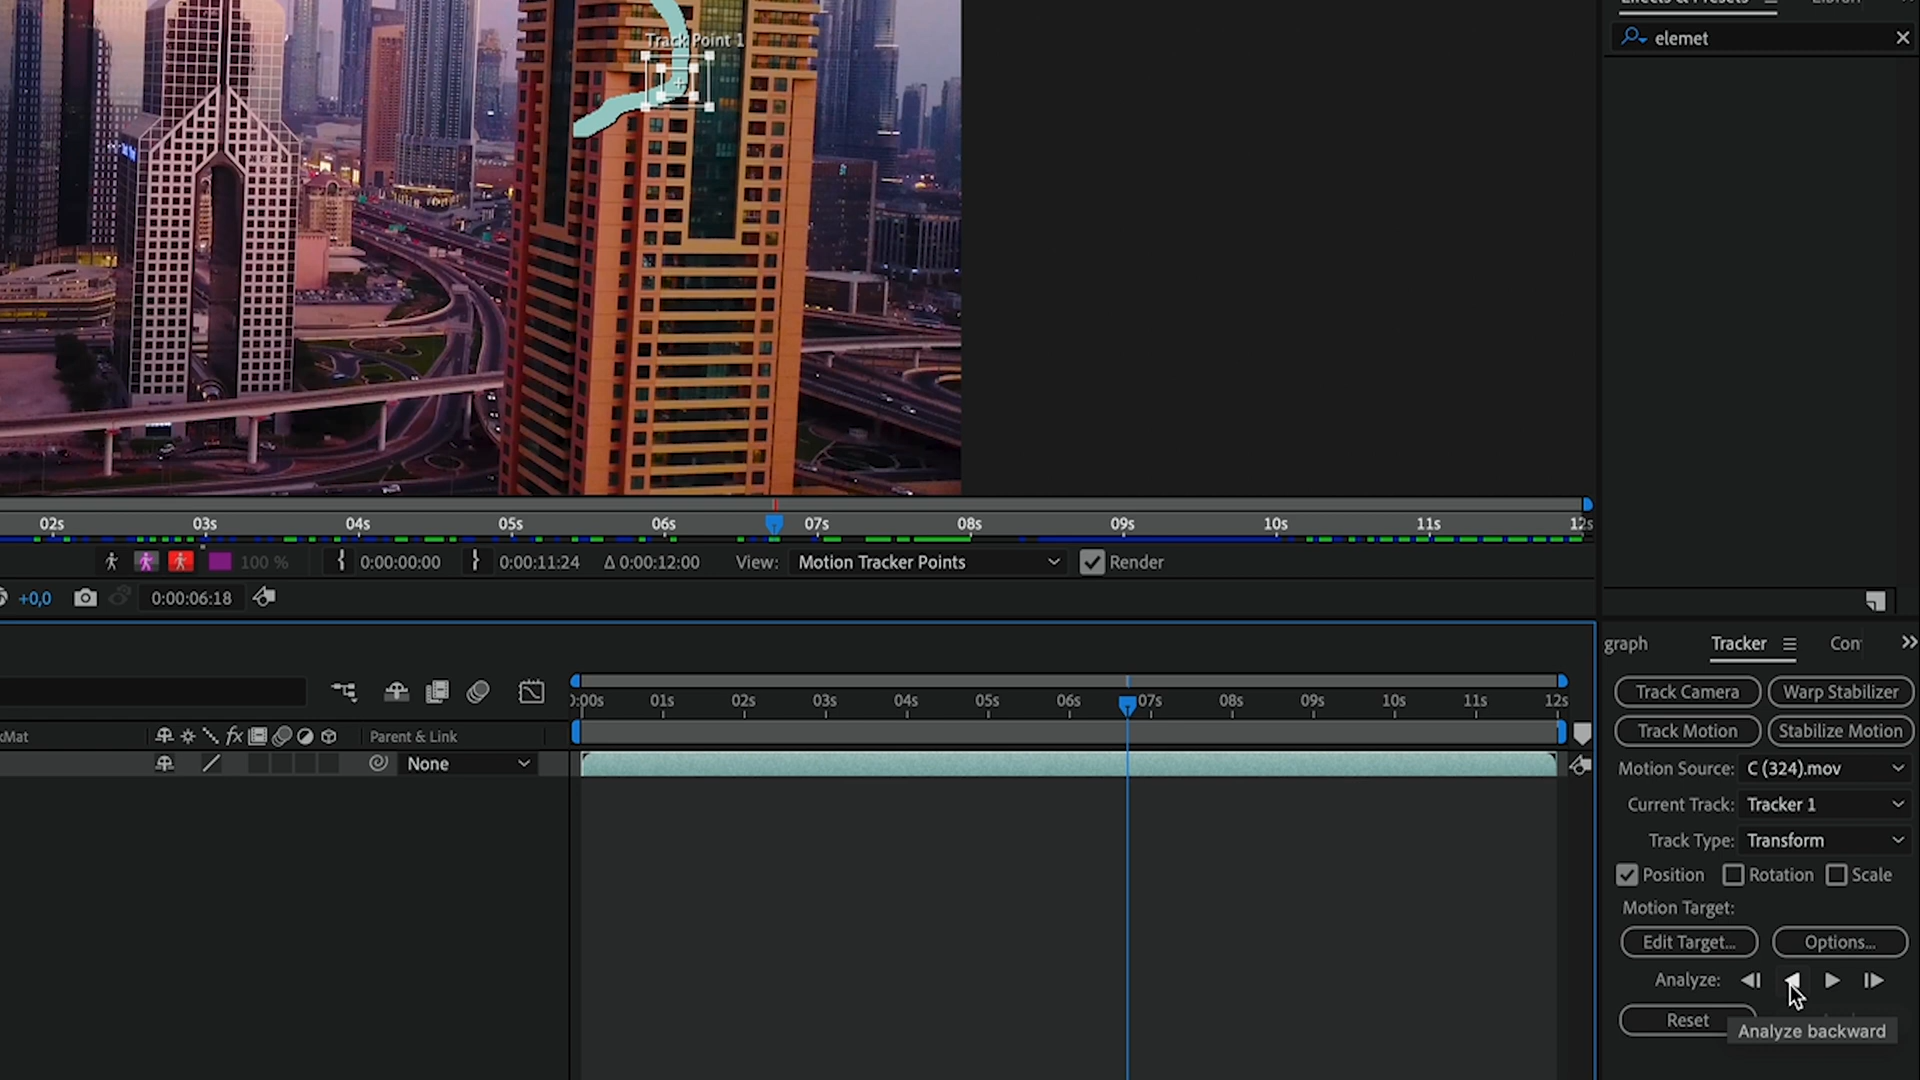 Effects & Presets
elemet
Track Point 1
02s 03s 04s 05s 06s 07s 08s 09s 10s 11s 12s
100 % 0:00:00:00 0:00:11:24 Δ 0:00:12:00 View: Motion Tracker Points Render
+0,0 0:00:06:18
graph Tracker Con
Track Camera Warp Stabilizer
Track Motion Stabilize Motion
Motion Source: C (324).mov
Current Track: Tracker 1
Track Type: Transform
Position Rotation Scale
Motion Target:
Edit Target... Options...
Analyze:
Reset
Analyze backward
):00s 01s 02s 03s 04s 05s 06s 07s 08s 09s 10s 11s 12s
kMat fx Parent & Link
None